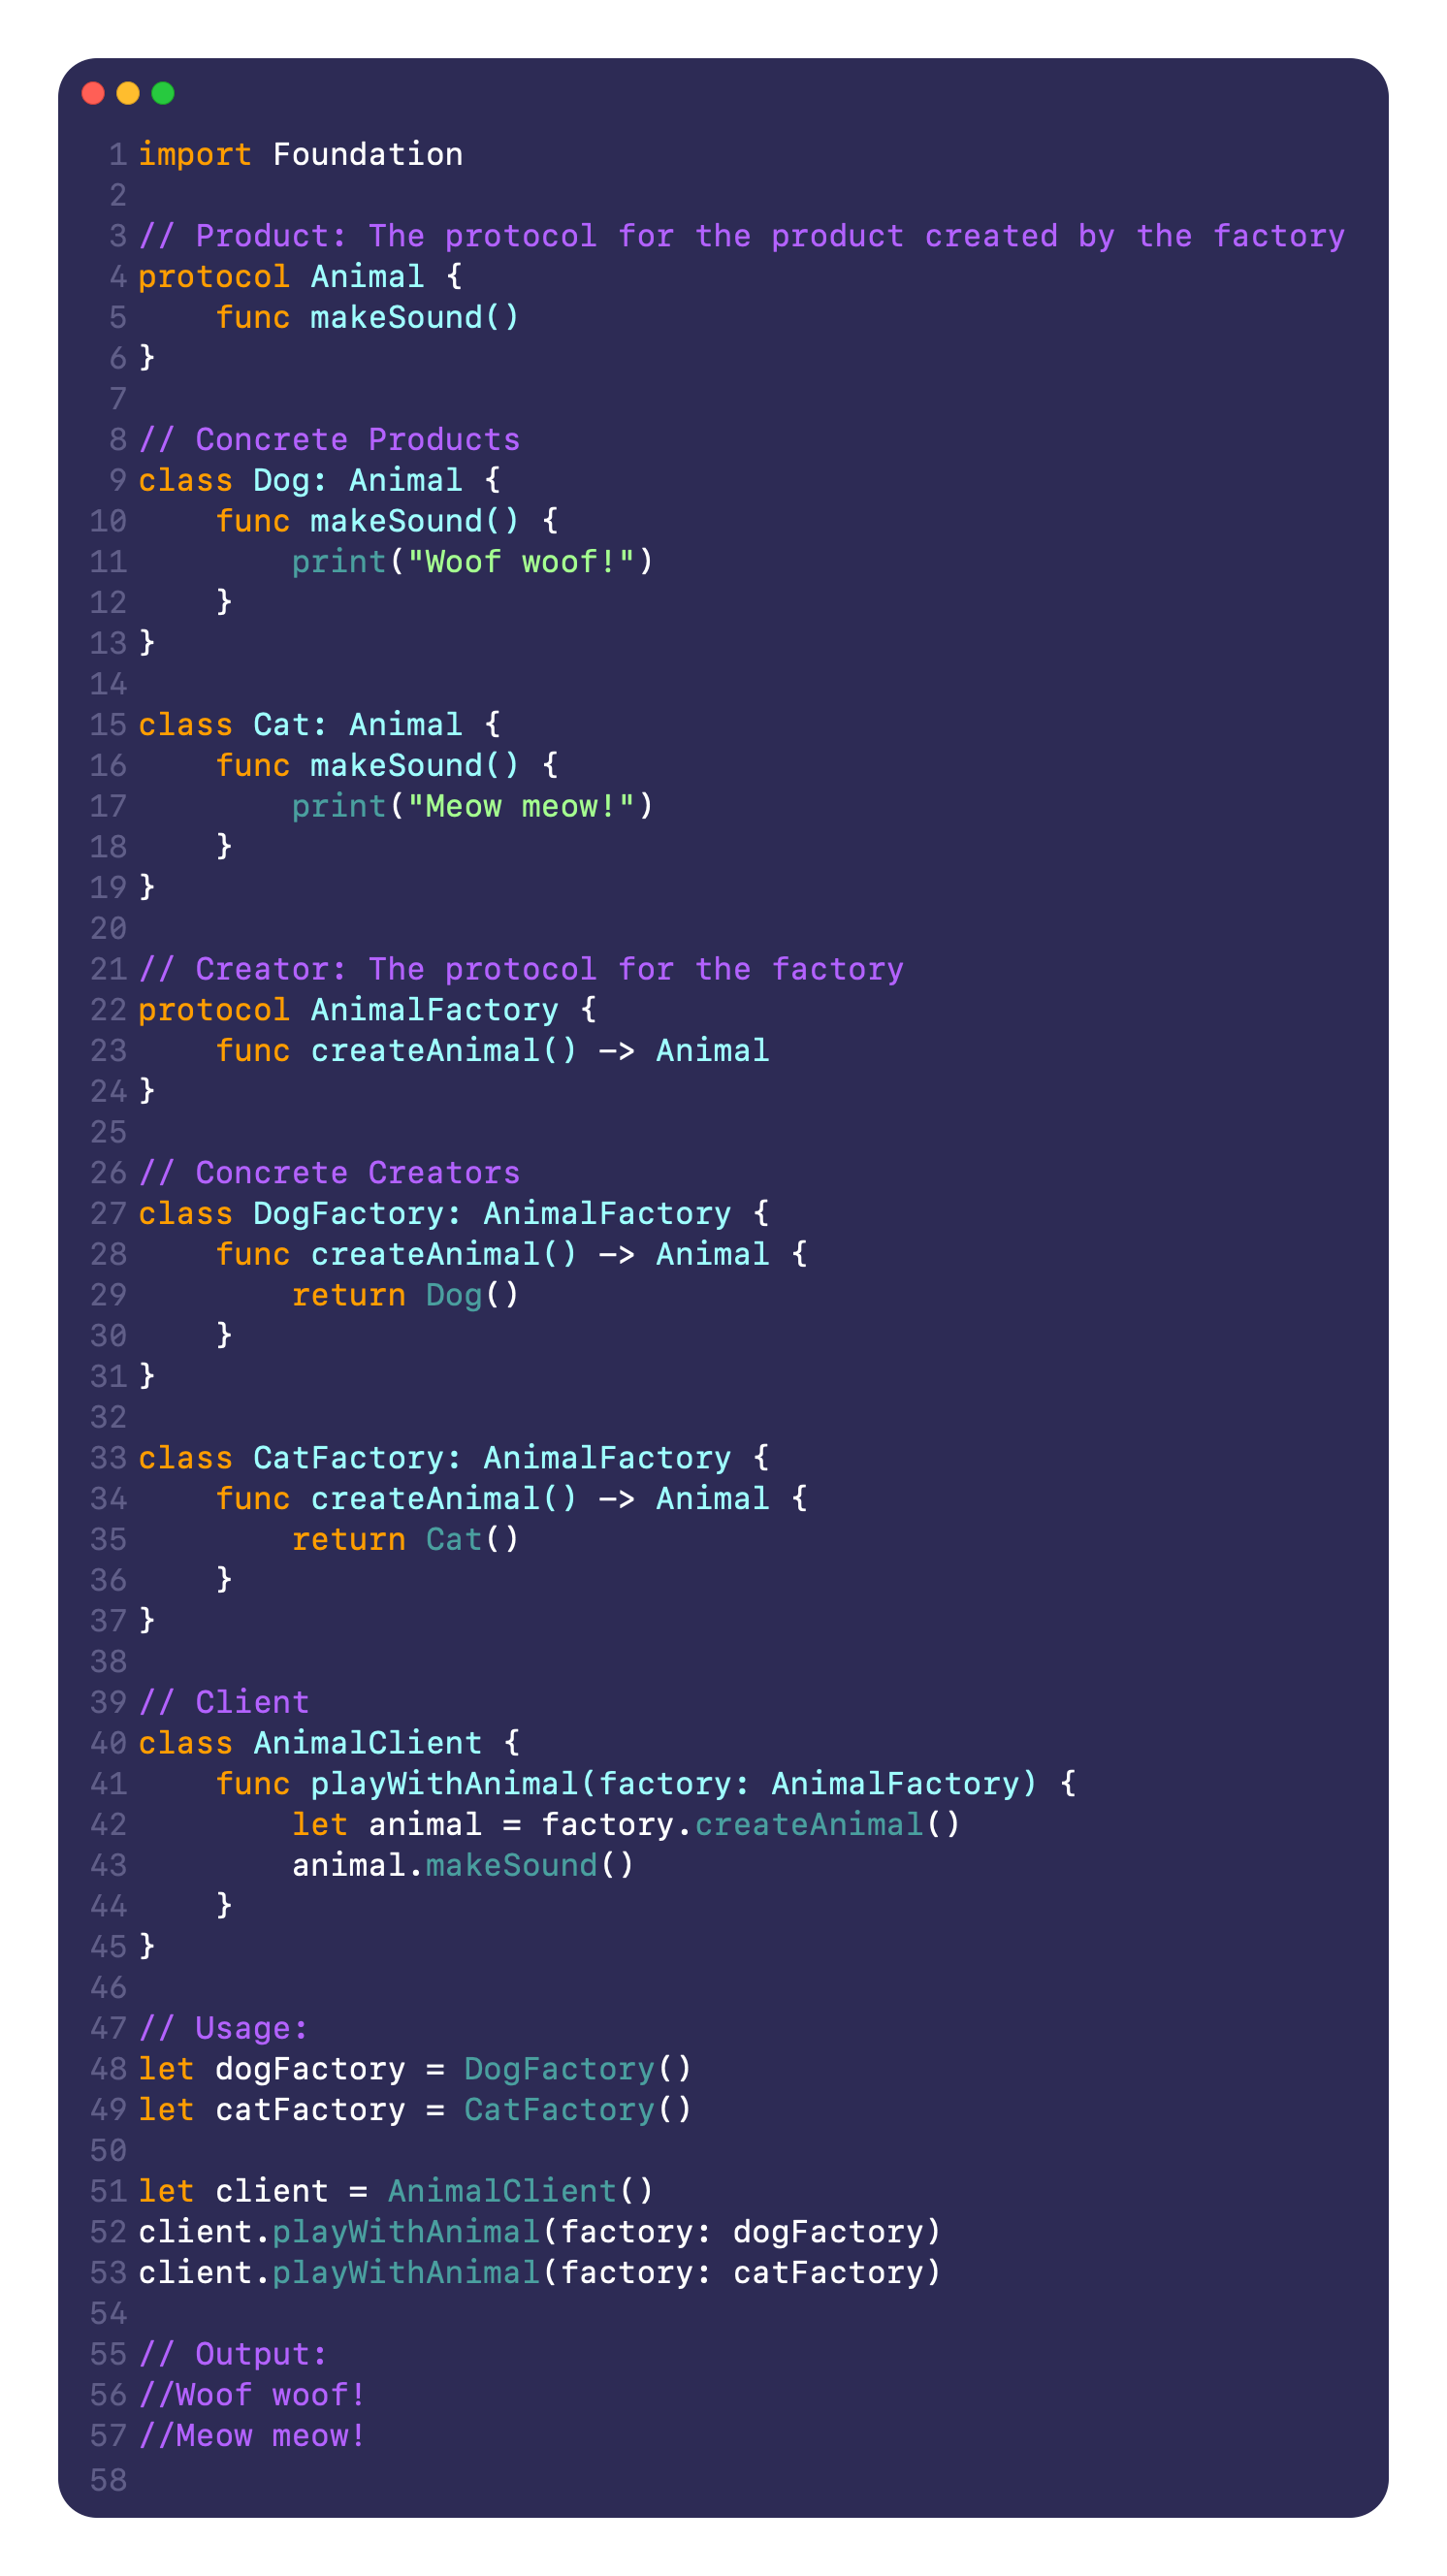 1 import Foundation
2
3 // Product: The protocol for the product created by the factory
4 protocol Animal {
5     func makeSound()
6 }
7
8 // Concrete Products
9 class Dog: Animal {
10     func makeSound() {
11         print("Woof woof!")
12     }
13 }
14
15 class Cat: Animal {
16     func makeSound() {
17         print("Meow meow!")
18     }
19 }
20
21 // Creator: The protocol for the factory
22 protocol AnimalFactory {
23     func createAnimal() -> Animal
24 }
25
26 // Concrete Creators
27 class DogFactory: AnimalFactory {
28     func createAnimal() -> Animal {
29         return Dog()
30     }
31 }
32
33 class CatFactory: AnimalFactory {
34     func createAnimal() -> Animal {
35         return Cat()
36     }
37 }
38
39 // Client
40 class AnimalClient {
41     func playWithAnimal(factory: AnimalFactory) {
42         let animal = factory.createAnimal()
43         animal.makeSound()
44     }
45 }
46
47 // Usage:
48 let dogFactory = DogFactory()
49 let catFactory = CatFactory()
50
51 let client = AnimalClient()
52 client.playWithAnimal(factory: dogFactory)
53 client.playWithAnimal(factory: catFactory)
54
55 // Output:
56 //Woof woof!
57 //Meow meow!
58